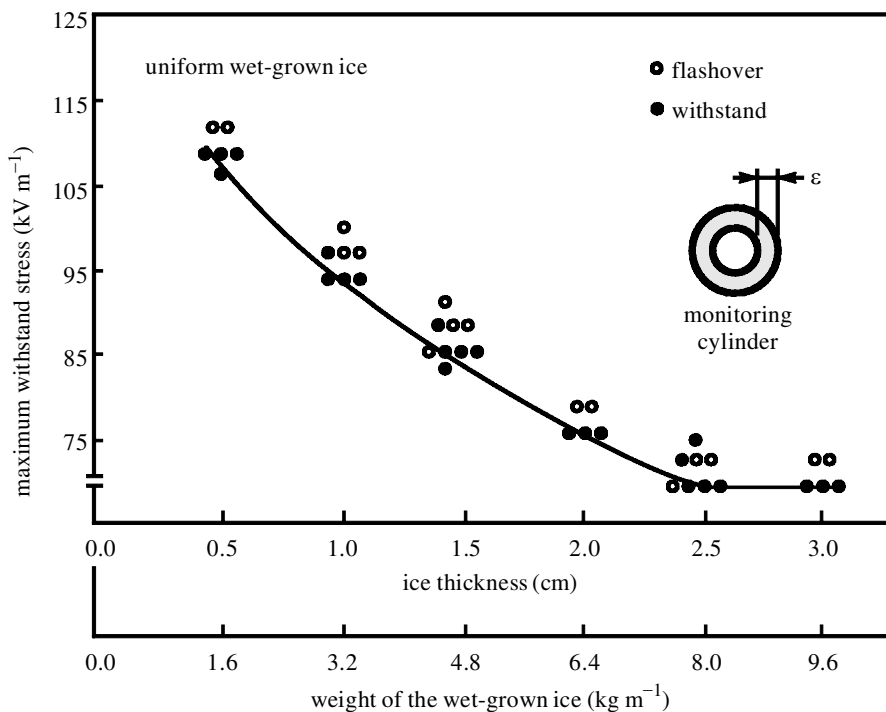 125
115
105
95
85
75
maximum withstand stress (kV m⁻¹)
uniform wet-grown ice
flashover
withstand
ε
monitoring
cylinder
0.0 0.5 1.0 1.5 2.0 2.5 3.0
ice thickness (cm)
0.0 1.6 3.2 4.8 6.4 8.0 9.6
weight of the wet-grown ice (kg m⁻¹)